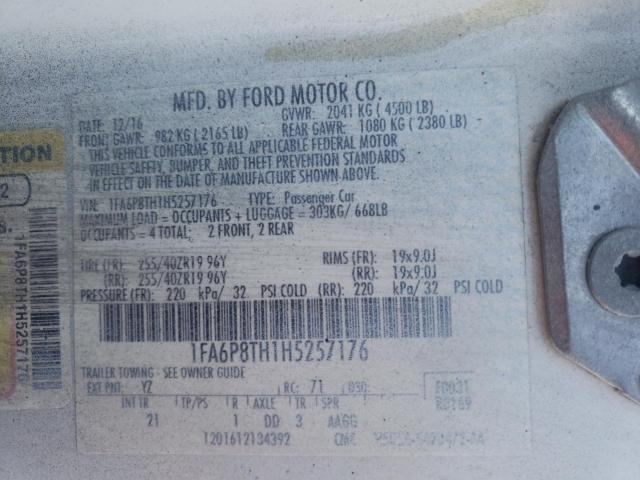 MFD. BY FORD MOTOR CO.
DATE: 12/16 GVWR: 2041 KG ( 4500 LB)
FRONT GAWR: 982 KG ( 2165 LB) REAR GAWR: 1080 KG ( 2380 LB)
THIS VEHICLE CONFORMS TO ALL APPLICABLE FEDERAL MOTOR
VEHICLE SAFETY, BUMPER, AND THEFT PREVENTION STANDARDS
IN EFFECT ON THE DATE OF MANUFACTURE SHOWN ABOVE.
VIN: 1FA6P8TH1H5257176 TYPE: Passenger Car
MAXIMUM LOAD = OCCUPANTS + LUGGAGE = 303KG/ 668LB
OCCUPANTS = 4 TOTAL: 2 FRONT, 2 REAR
TIRE (FR): 255/40ZR19 96Y RIMS (FR): 19x9.0J
(RR): 255/40ZR19 96Y (RR): 19x9.0J
PRESSURE (FR): 220 kPa/ 32 PSI COLD (RR): 220 kPa/ 32 PSI COLD
1FA6P8TH1H5257176
TRAILER TOWING - SEE OWNER GUIDE
EXT PNT: YZ RC: 71 DSO: F0031
R0169
INT TR TP/PS R AXLE TR SPR
21 1 DD 3 AAGG
T201612134392 CMC
2
S.
1FA6P8TH1H5257176